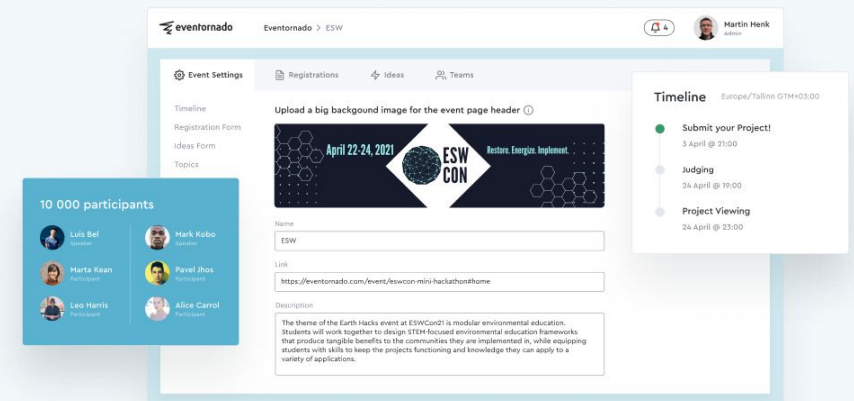 eventornado
Eventornado > ESW
4
Martin Henk
Admin
Event Settings
Registrations
Ideas
Teams
Timeline
Registration Form
Ideas Form
Topics
Upload a big backgound image for the event page header
April 22-24, 2021
ESW
CON
Restore. Energize. Implement.
Name
ESW
Link
https://eventornado.com/event/eswcon-mini-hackathon#home
Description
The theme of the Earth Hacks event at ESWCon21 is modular environmental education.
Students will work together to design STEM-focused environmental education frameworks
that produce tangible benefits to the communities they are implemented in, while equipping
students with skills to keep the projects functioning and knowledge they can apply to a
variety of applications.
10 000 participants
Luis Bel
Speaker
Mark Kobo
Speaker
Marta Kean
Participant
Pavel Jhos
Participant
Leo Harris
Participant
Alice Carrol
Participant
Timeline
Europe/Tallinn GTM+03:00
Submit your Project!
3 April @ 21:00
Judging
24 April @ 19:00
Project Viewing
24 April @ 23:00